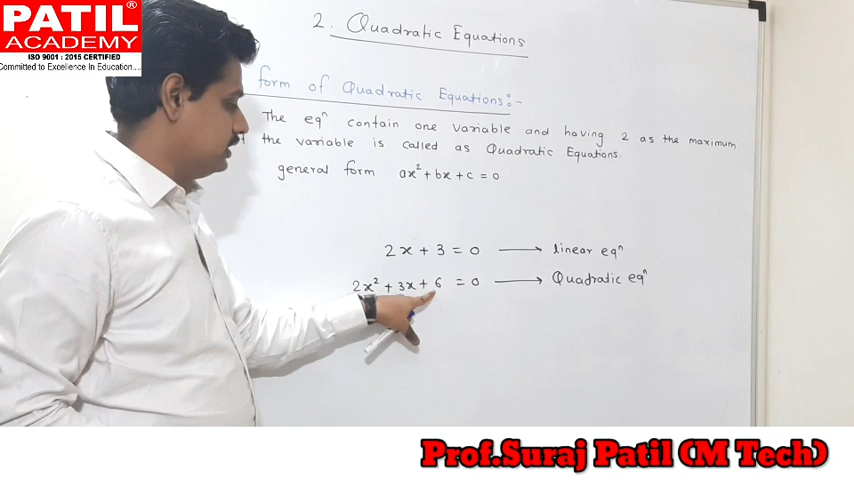 PATIL®
ACADEMY
ISO 9001 : 2015 CERTIFIED
Committed to Excellence In Education....
2. Quadratic Equations
form of Quadratic Equations:-
The eqⁿ contain one variable and having 2 as the maximum
the variable is called as Quadratic Equations.
general form ax² + bx + c = 0
2x + 3 = 0 → linear eqⁿ
2x² + 3x + 6 = 0 → Quadratic eqⁿ
Prof.Suraj Patil (M Tech)